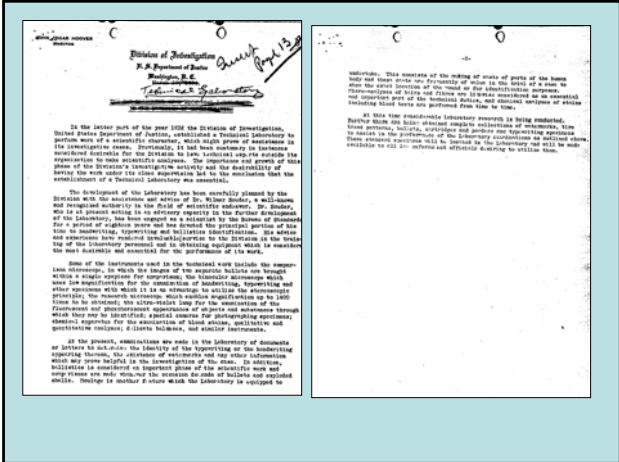 JOHN EDGAR HOOVER
DIRECTOR
Page 13
Division of Investigation
U. S. Department of Justice
Washington, D. C.
Technical Laboratory
In the latter part of the year 1932 the Division of Investigation,
United States Department of Justice, established a Technical Laboratory to
perform work of a scientific character, which might prove of assistance in
its investigative cases. Previously, it had been customary in instances
considered desirable for the Division to have technical experts outside its
organization to make scientific analyses. The importance and growth of this
phase of the Division's investigative activity and the desirability of
having the work under its close supervision led to the conclusion that the
establishment of a Technical Laboratory was essential.
The development of the Laboratory has been carefully planned by the
Division with the assistance and advice of Dr. Wilmer Souder, a well-known
and recognized authority in the field of scientific endeavor. Dr. Souder,
who is at present acting in an advisory capacity in the further development
of the Laboratory, has been engaged as a scientist by the Bureau of Standards
for a period of eighteen years and has devoted the principal portion of his
time to handwriting, typewriting and ballistics identification. His advice
and experience have rendered invaluable service to the Division in the train-
ing of the Laboratory personnel and in obtaining equipment which is considered
the most desirable and essential for the performance of its work.
Some of the instruments used in the technical work include the compar-
ison microscope, in which the images of two separate bullets are brought
within a single eyepiece for comparison; the binocular microscope which
uses low magnification for the examination of handwriting, typewriting and
other specimens with which it is an advantage to utilize the stereoscopic
principle; the research microscope which enables magnification up to
times to be obtained; the ultra-violet lamp for the examination of the
fluorescent and phosphorescent appearance of objects and substances through
which they may be identified; special cameras for photographing specimens;
chemical apparatus for the examination of blood stains, qualitative and
quantitative analyses; delicate balances, and similar instruments.
At the present, examinations are made in the Laboratory of documents
or letters to determine the identity of the typewriting or the handwriting
appearing thereon, the existence of watermarks and any other information
which may prove helpful in the investigation of the case. In addition,
ballistics is considered an important phase of the scientific work and
comparisons are made whenever the occasion demands of bullets and exploded
shells. Moulage is another feature which the Laboratory is equipped to
-2-
undertake. This consists of the making of casts of parts of the human
body and these casts are frequently of value in the trial of a case to
show the exact location of the wound or for identification purposes.
Micro-analyses of hairs and fibres are likewise considered as an essential
and important part of the technical duties, and chemical analyses of stains
including blood tests are performed from time to time.
At this time considerable laboratory research is being conducted.
Further there are being obtained complete collections of watermarks, tire
tread patterns, bullets, cartridges and powders and typewriting specimens
to assist in the performance of the Laboratory examinations as outlined above.
These standard specimens will be located in the Laboratory and will be made
available to all law enforcement officials desiring to utilize them.